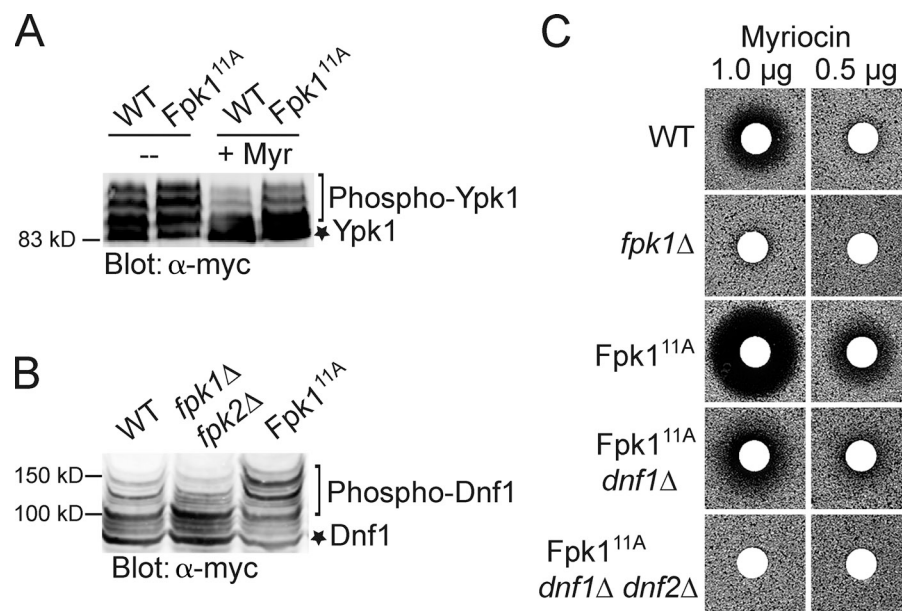 A
WT Fpk1¹¹ᴬ WT Fpk1¹¹ᴬ
-- + Myr
Phospho-Ypk1
83 kD ★Ypk1
Blot: α-myc
B
WT fpk1Δ fpk2Δ Fpk1¹¹ᴬ
150 kD
Phospho-Dnf1
100 kD
★Dnf1
Blot: α-myc
C
Myriocin
1.0 µg 0.5 µg
WT
fpk1Δ
Fpk1¹¹ᴬ
Fpk1¹¹ᴬ
dnf1Δ
Fpk1¹¹ᴬ
dnf1Δ dnf2Δ